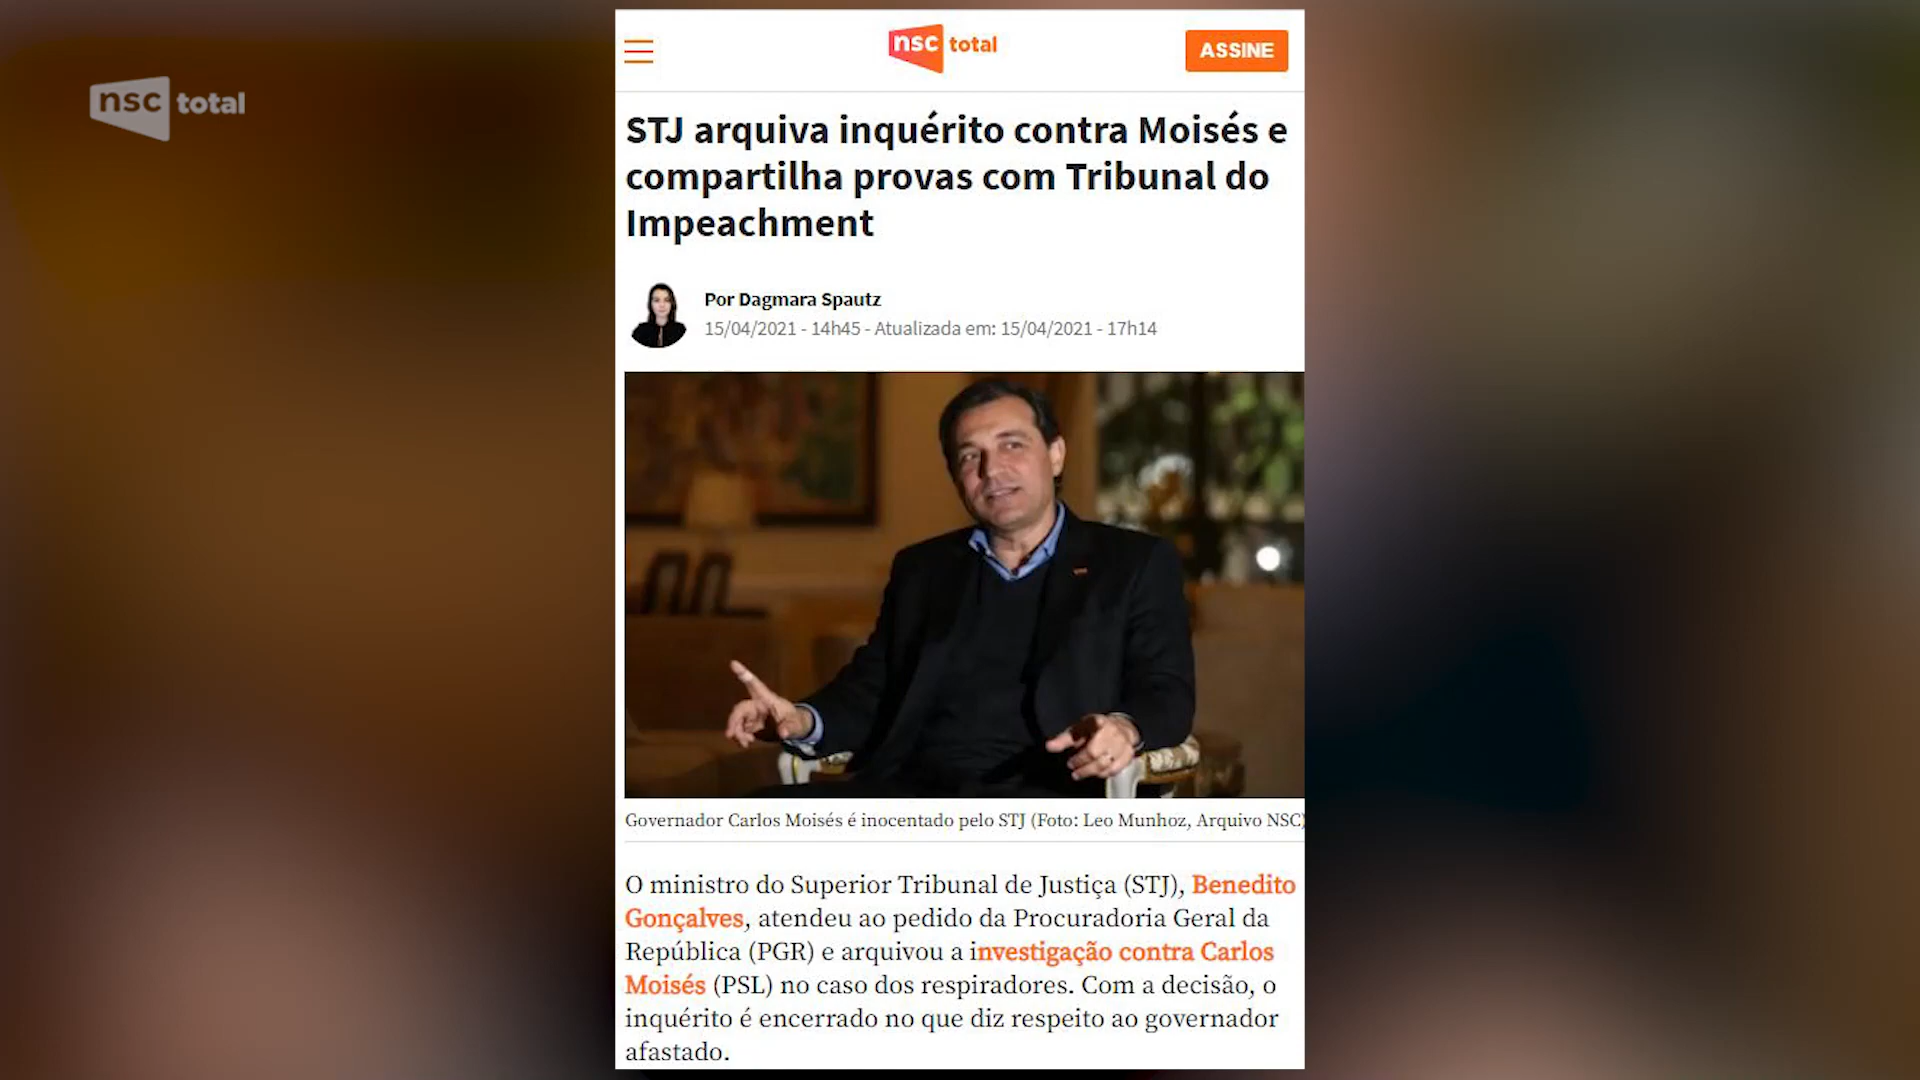 nsc total
nsc total
ASSINE
STJ arquiva inquérito contra Moisés e
compartilha provas com Tribunal do
Impeachment
Por Dagmara Spautz
15/04/2021 - 14h45 - Atualizada em: 15/04/2021 - 17h14
Governador Carlos Moisés é inocentado pelo STJ (Foto: Leo Munhoz, Arquivo NSC)
O ministro do Superior Tribunal de Justiça (STJ), Benedito
Gonçalves, atendeu ao pedido da Procuradoria Geral da
República (PGR) e arquivou a investigação contra Carlos
Moisés (PSL) no caso dos respiradores. Com a decisão, o
inquérito é encerrado no que diz respeito ao governador
afastado.